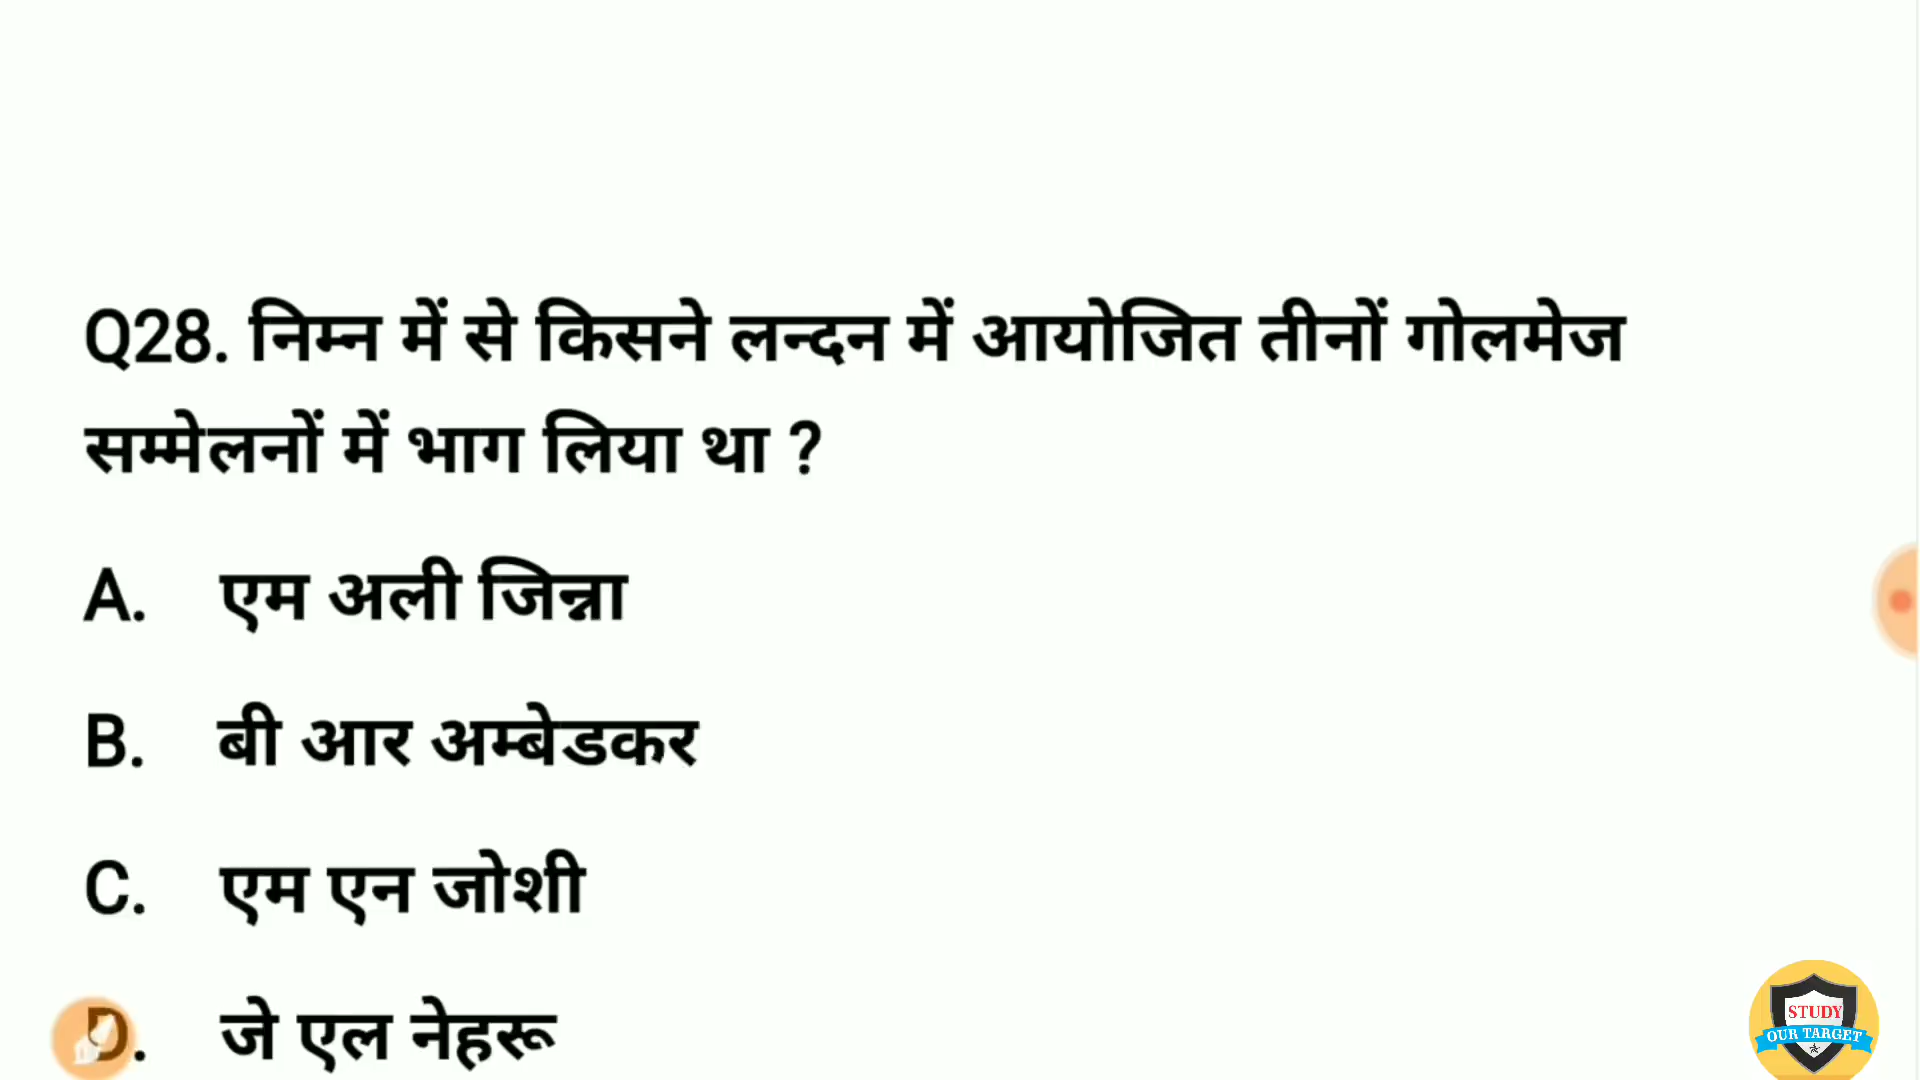 Q28. निम्न में से किसने लन्दन में आयोजित तीनों गोलमेज
सम्मेलनों में भाग लिया था ?
A. एम अली जिन्ना
B. बी आर अम्बेडकर
C. एम एन जोशी
D. जे एल नेहरू
STUDY
OUR TARGET